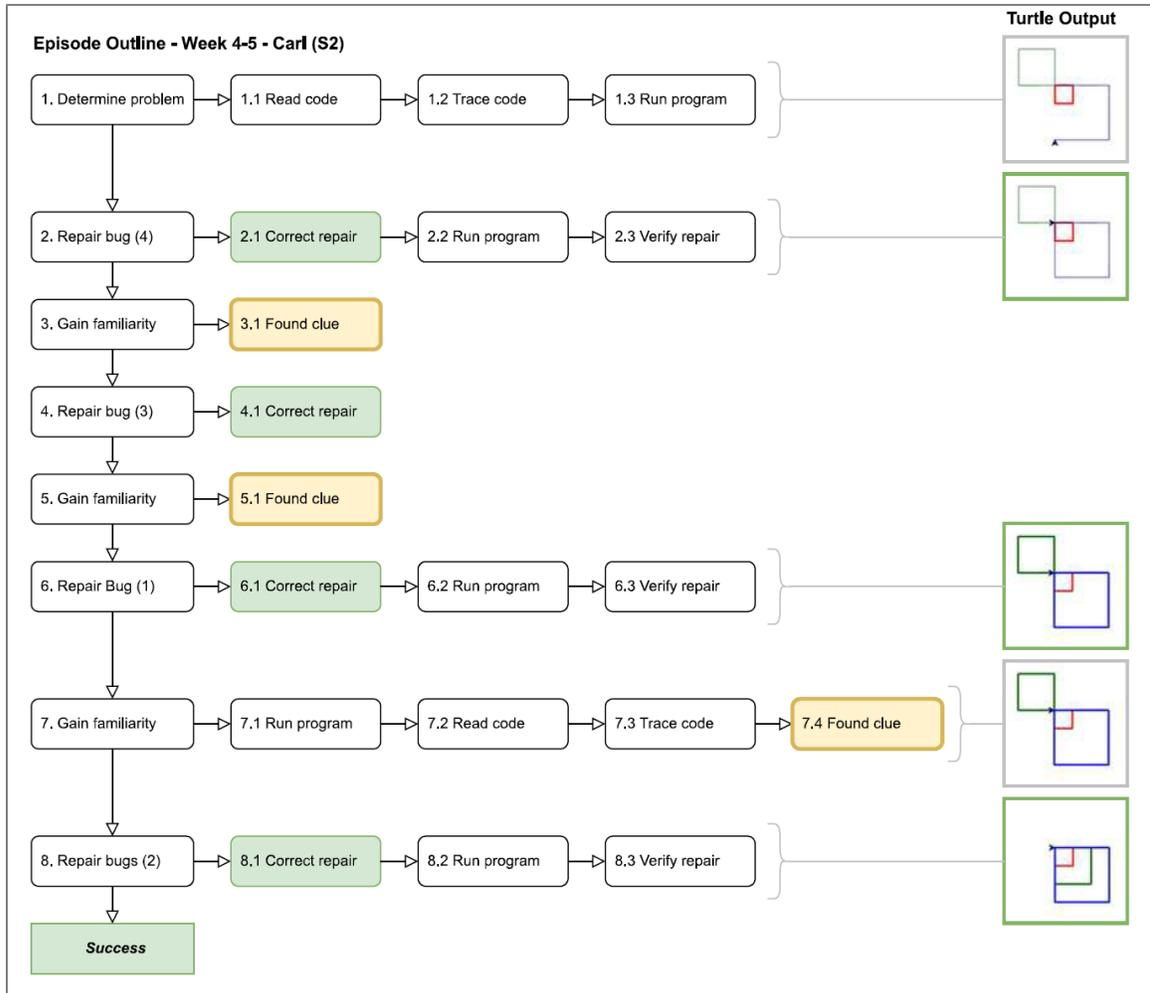 Turtle Output
Episode Outline - Week 4-5 - Carl (S2)
1. Determine problem
1.1 Read code
1.2 Trace code
1.3 Run program
2. Repair bug (4)
2.1 Correct repair
2.2 Run program
2.3 Verify repair
3. Gain familiarity
3.1 Found clue
4. Repair bug (3)
4.1 Correct repair
5. Gain familiarity
5.1 Found clue
6. Repair Bug (1)
6.1 Correct repair
6.2 Run program
6.3 Verify repair
7. Gain familiarity
7.1 Run program
7.2 Read code
7.3 Trace code
7.4 Found clue
8. Repair bugs (2)
8.1 Correct repair
8.2 Run program
8.3 Verify repair
Success